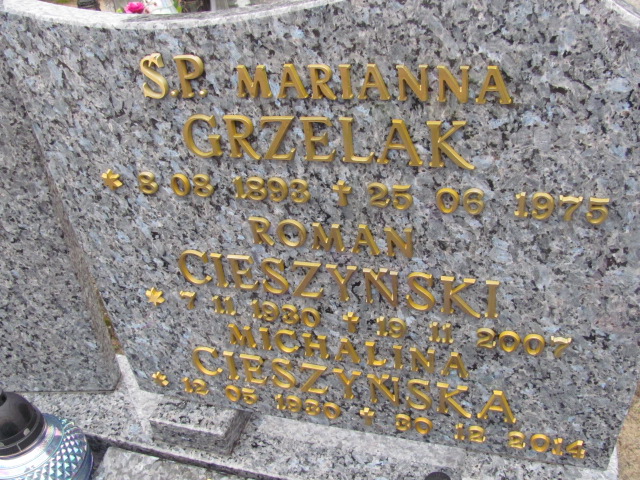 Ś.P. MARIANNA
GRZELAK
* 8 08 1898 ✝ 25 06 1975
ROMAN
CIESZYŃSKI
* 7 11 1930 ✝ 19 11 2007
MICHALINA
CIESZYŃSKA
* 12 05 1930 ✝ 30 12 2014